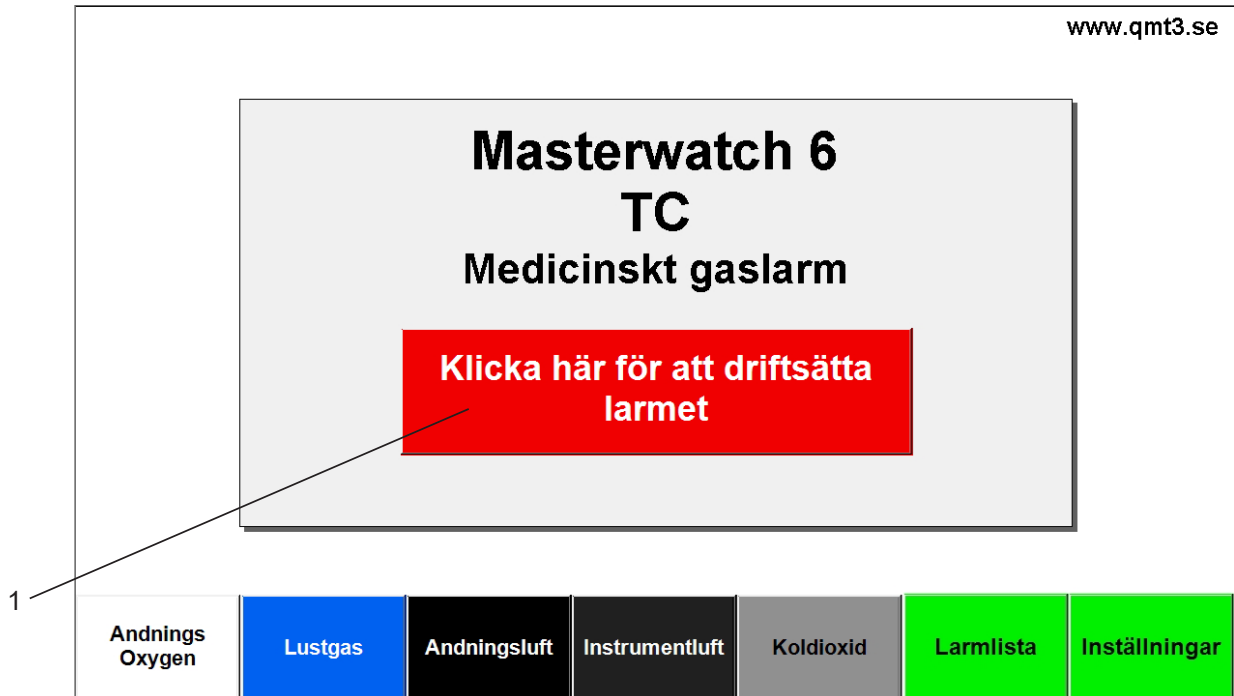 www.qmt3.se
Masterwatch 6
TC
Medicinskt gaslarm
Klicka här för att driftsätta
larmet
1
Andnings
Oxygen
Lustgas
Andningsluft
Instrumentluft
Koldioxid
Larmlista
Inställningar